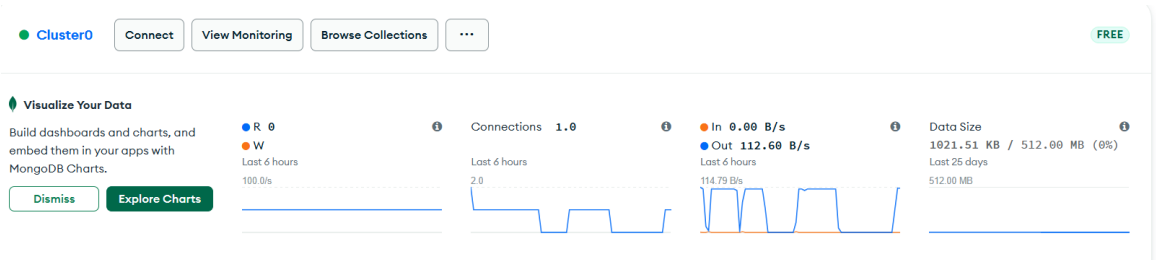 Cluster0 Connect View Monitoring Browse Collections ... FREE
Visualize Your Data
Build dashboards and charts, and
embed them in your apps with
MongoDB Charts.
Dismiss Explore Charts
R 0
W
Last 6 hours
100.0/s
Connections 1.0
Last 6 hours
2.0
In 0.00 B/s
Out 112.60 B/s
Last 6 hours
114.79 B/s
Data Size
1021.51 KB / 512.00 MB (0%)
Last 25 days
512.00 MB